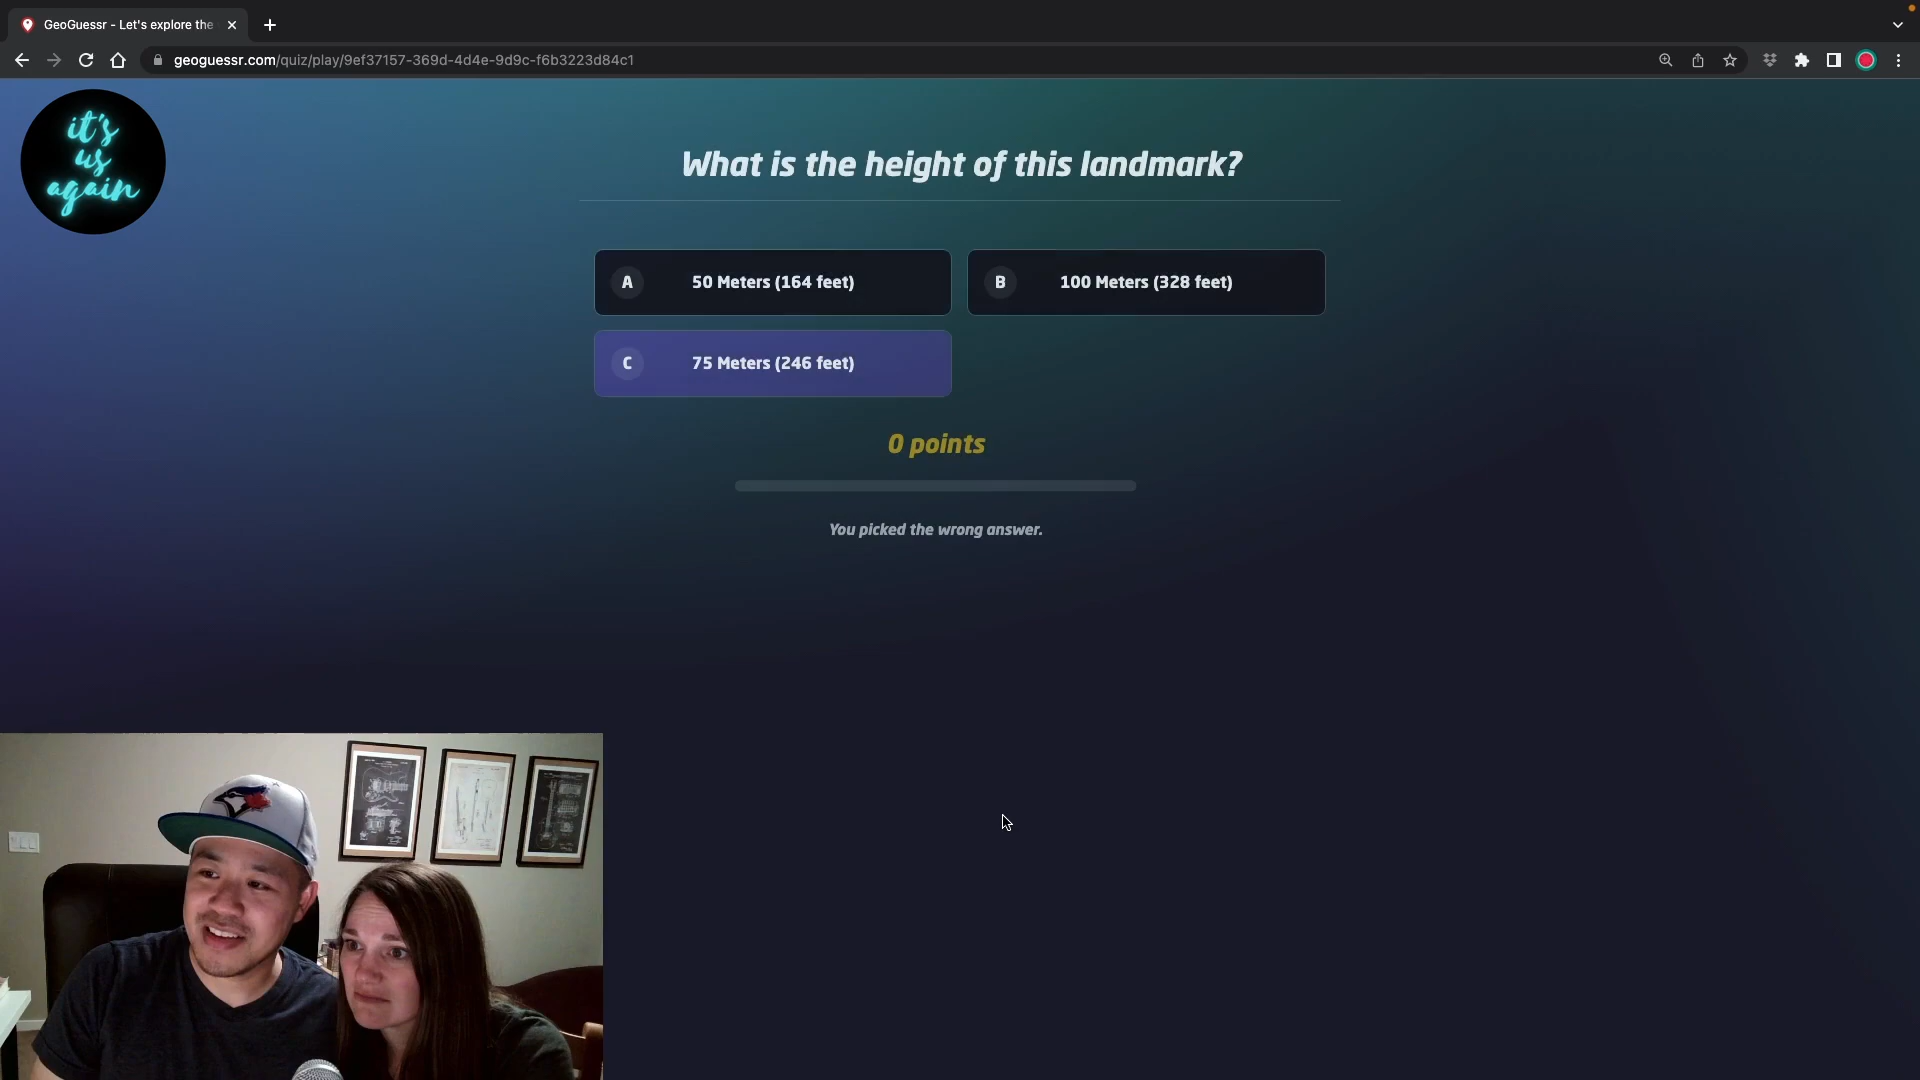 GeoGuessr - Let's explore the
geoguessr.com/quiz/play/9ef37157-369d-4d4e-9d9c-f6b3223d84c1
it's
us
again
What is the height of this landmark?
A 50 Meters (164 feet)
B 100 Meters (328 feet)
C 75 Meters (246 feet)
0 points
You picked the wrong answer.